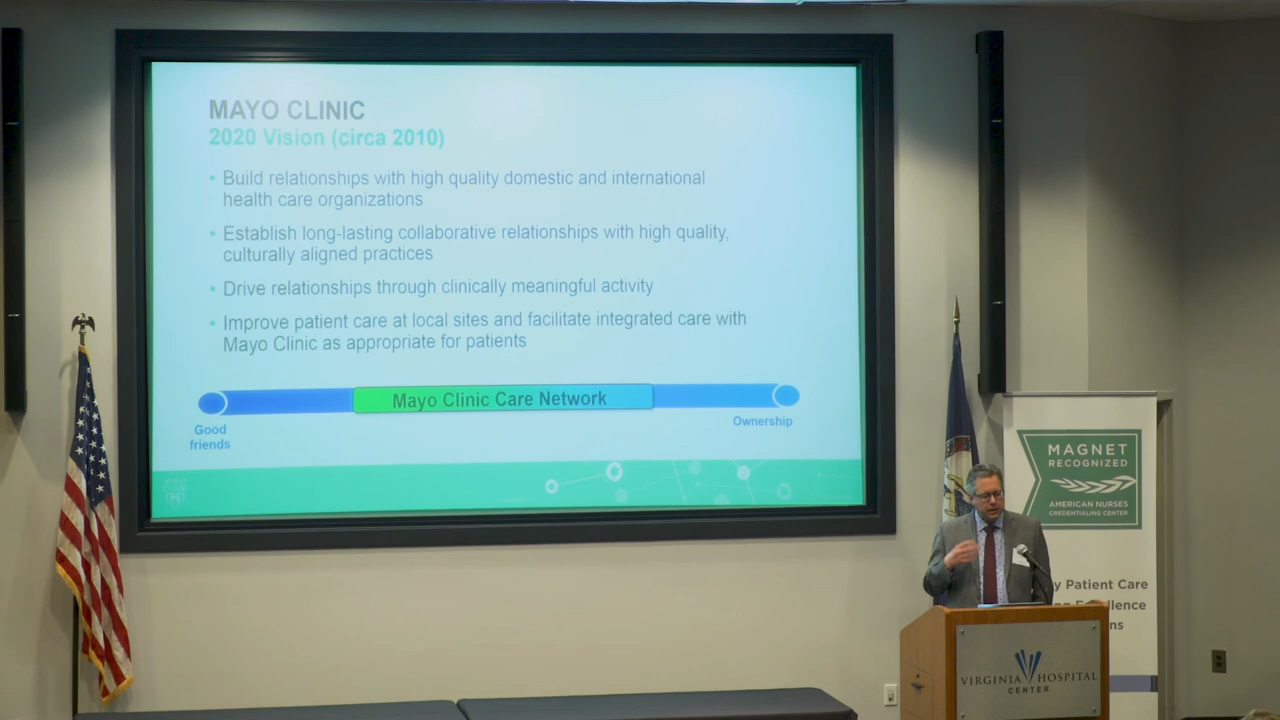 MAYO CLINIC
2020 Vision (circa 2010)
• Build relationships with high quality domestic and international
health care organizations
• Establish long-lasting collaborative relationships with high quality,
culturally aligned practices
• Drive relationships through clinically meaningful activity
• Improve patient care at local sites and facilitate integrated care with
Mayo Clinic as appropriate for patients
Mayo Clinic Care Network
Good
friends
Ownership
MAGNET
RECOGNIZED
AMERICAN NURSES
CREDENTIALING CENTER
Patient Care
VIRGINIA HOSPITAL
CENTER